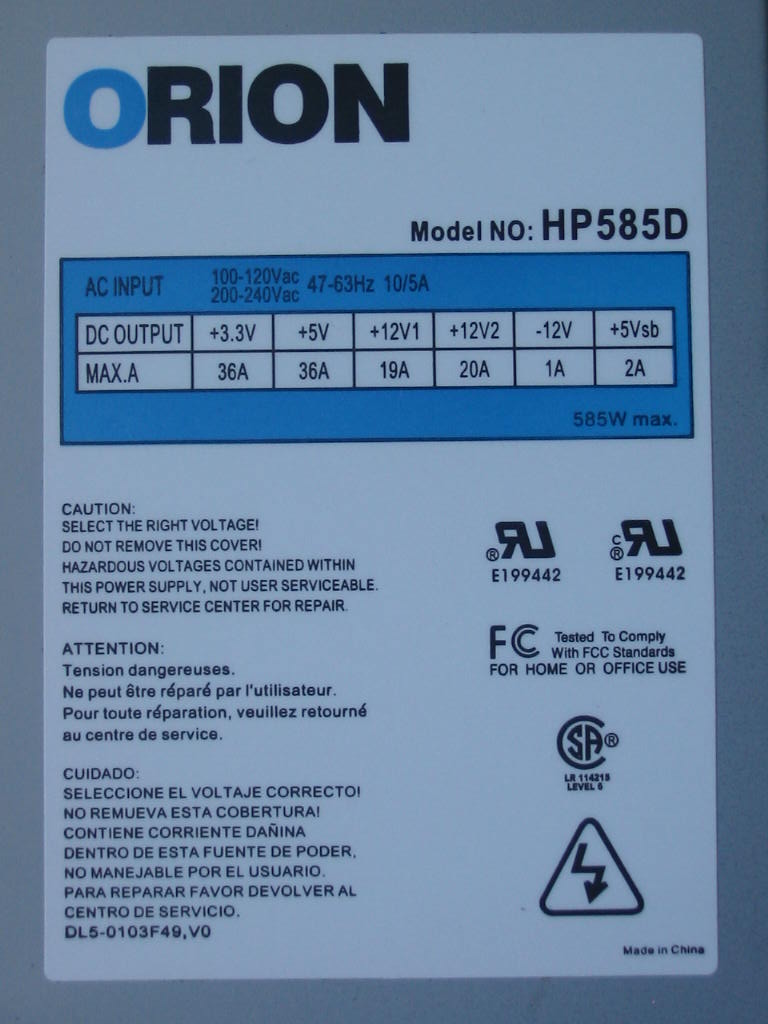 ORION
Model NO: HP585D
AC INPUT 100-120Vac 47-63Hz 10/5A
200-240Vac
DC OUTPUT +3.3V +5V +12V1 +12V2 -12V +5Vsb
MAX.A 36A 36A 19A 20A 1A 2A
585W max.
CAUTION:
SELECT THE RIGHT VOLTAGE!
DO NOT REMOVE THIS COVER!
HAZARDOUS VOLTAGES CONTAINED WITHIN
THIS POWER SUPPLY, NOT USER SERVICEABLE.
RETURN TO SERVICE CENTER FOR REPAIR.
ATTENTION:
Tension dangereuses.
Ne peut être réparé par l'utilisateur.
Pour toute réparation, veuillez retourné
au centre de service.
CUIDADO:
SELECCIONE EL VOLTAJE CORRECTO!
NO REMUEVA ESTA COBERTURA!
CONTIENE CORRIENTE DAÑINA
DENTRO DE ESTA FUENTE DE PODER,
NO MANEJABLE POR EL USUARIO.
PARA REPARAR FAVOR DEVOLVER AL
CENTRO DE SERVICIO.
DL5-0103F49,V0
® RU C ® RU
E199442 E199442
FC Tested To Comply
With FCC Standards
FOR HOME OR OFFICE USE
SA ®
LR 114215
LEVEL 6
Made in China